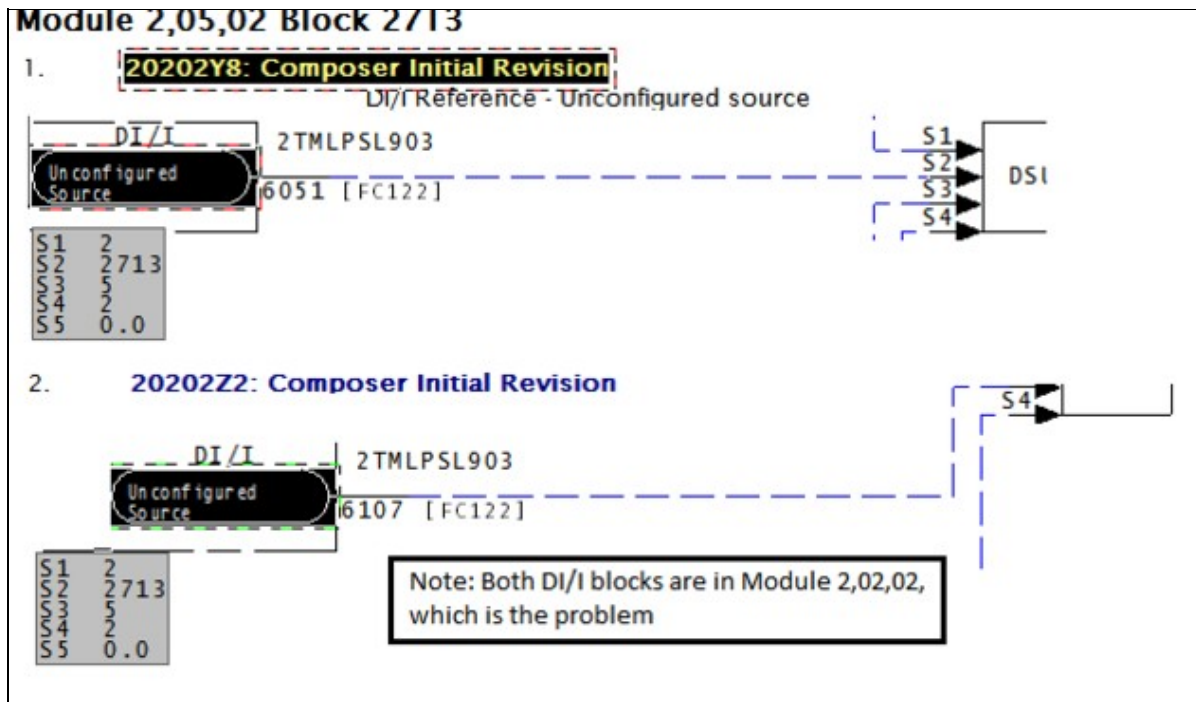 Module 2,05,02 Block 2713
1. 20202Y8: Composer Initial Revision
DI/I Reference - Unconfigured source
DI/I
2TMLPSL903
Unconfigured
Source
6051 [FC122]
S1
S2
S3
S4
DSU
S1 2
S2 2713
S3 5
S4 2
S5 0.0
2. 20202Z2: Composer Initial Revision
S4
DI/I
2TMLPSL903
Unconfigured
Source
6107 [FC122]
S1 2
S2 2713
S3 5
S4 2
S5 0.0
Note: Both DI/I blocks are in Module 2,02,02,
which is the problem